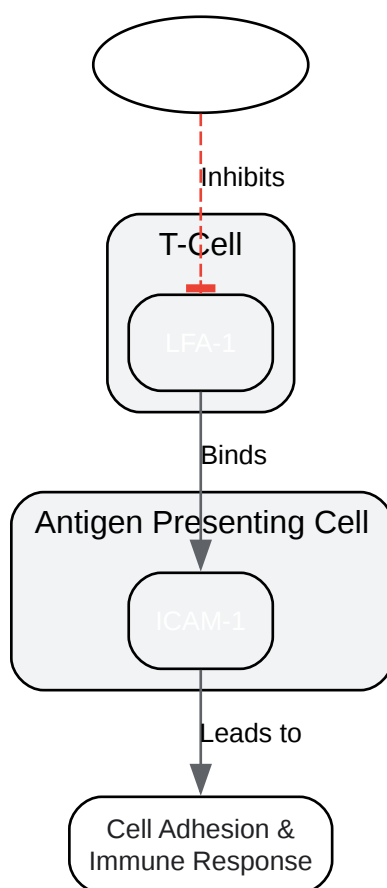 Inhibits
T-Cell
LFA-1
Binds
Antigen Presenting Cell
ICAM-1
Leads to
Cell Adhesion &
Immune Response